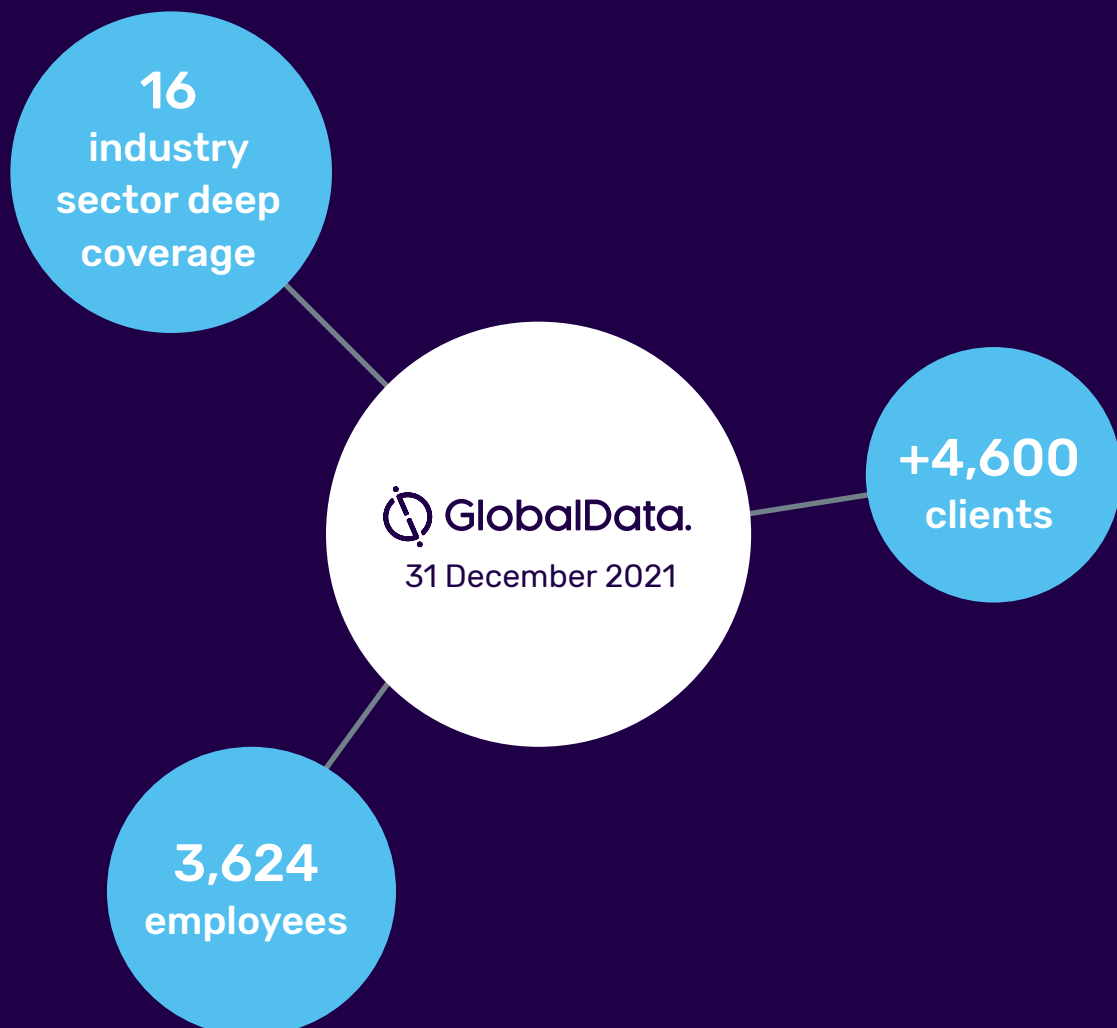 16
industry
sector deep
coverage
GlobalData.
31 December 2021
+4,600
clients
3,624
employees